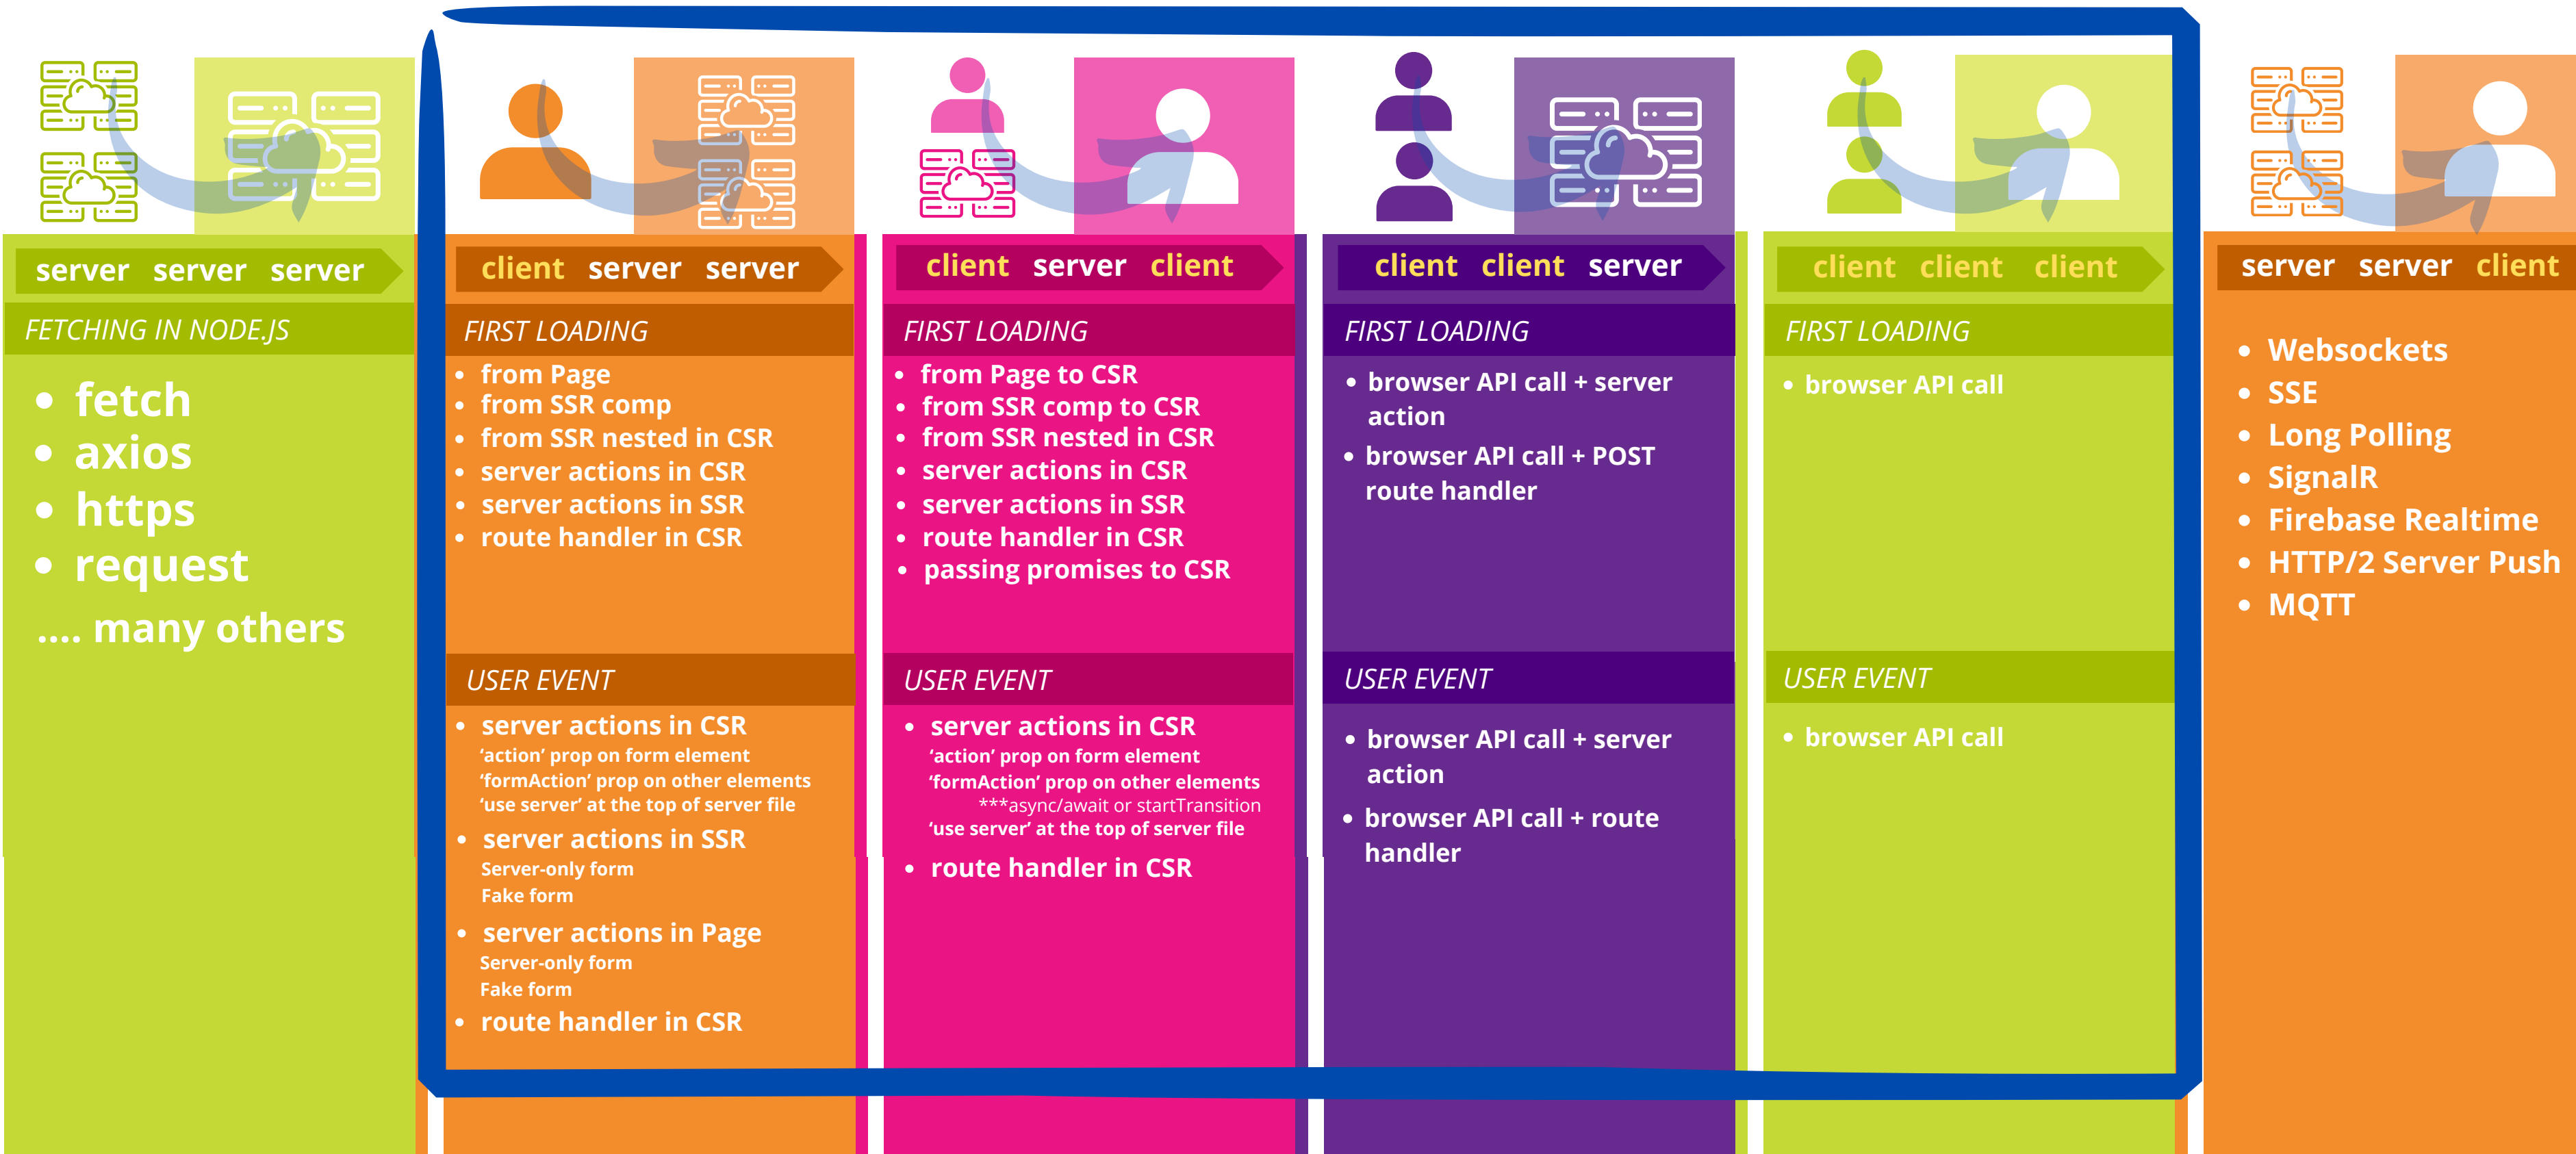 server server server
FETCHING IN NODE.JS
• fetch
• axios
• https
• request
.... many others
client server server
FIRST LOADING
• from Page
• from SSR comp
• from SSR nested in CSR
• server actions in CSR
• server actions in SSR
• route handler in CSR
USER EVENT
• server actions in CSR
‘action’ prop on form element
‘formAction’ prop on other elements
‘use server’ at the top of server file
• server actions in SSR
Server-only form
Fake form
• server actions in Page
Server-only form
Fake form
• route handler in CSR
client server client
FIRST LOADING
• from Page to CSR
• from SSR comp to CSR
• from SSR nested in CSR
• server actions in CSR
• server actions in SSR
• route handler in CSR
• passing promises to CSR
USER EVENT
• server actions in CSR
‘action’ prop on form element
‘formAction’ prop on other elements
***async/await or startTransition
‘use server’ at the top of server file
• route handler in CSR
client client server
FIRST LOADING
• browser API call + server
action
• browser API call + POST
route handler
USER EVENT
• browser API call + server
action
• browser API call + route
handler
client client client
FIRST LOADING
• browser API call
USER EVENT
• browser API call
server server client
• Websockets
• SSE
• Long Polling
• SignalR
• Firebase Realtime
• HTTP/2 Server Push
• MQTT